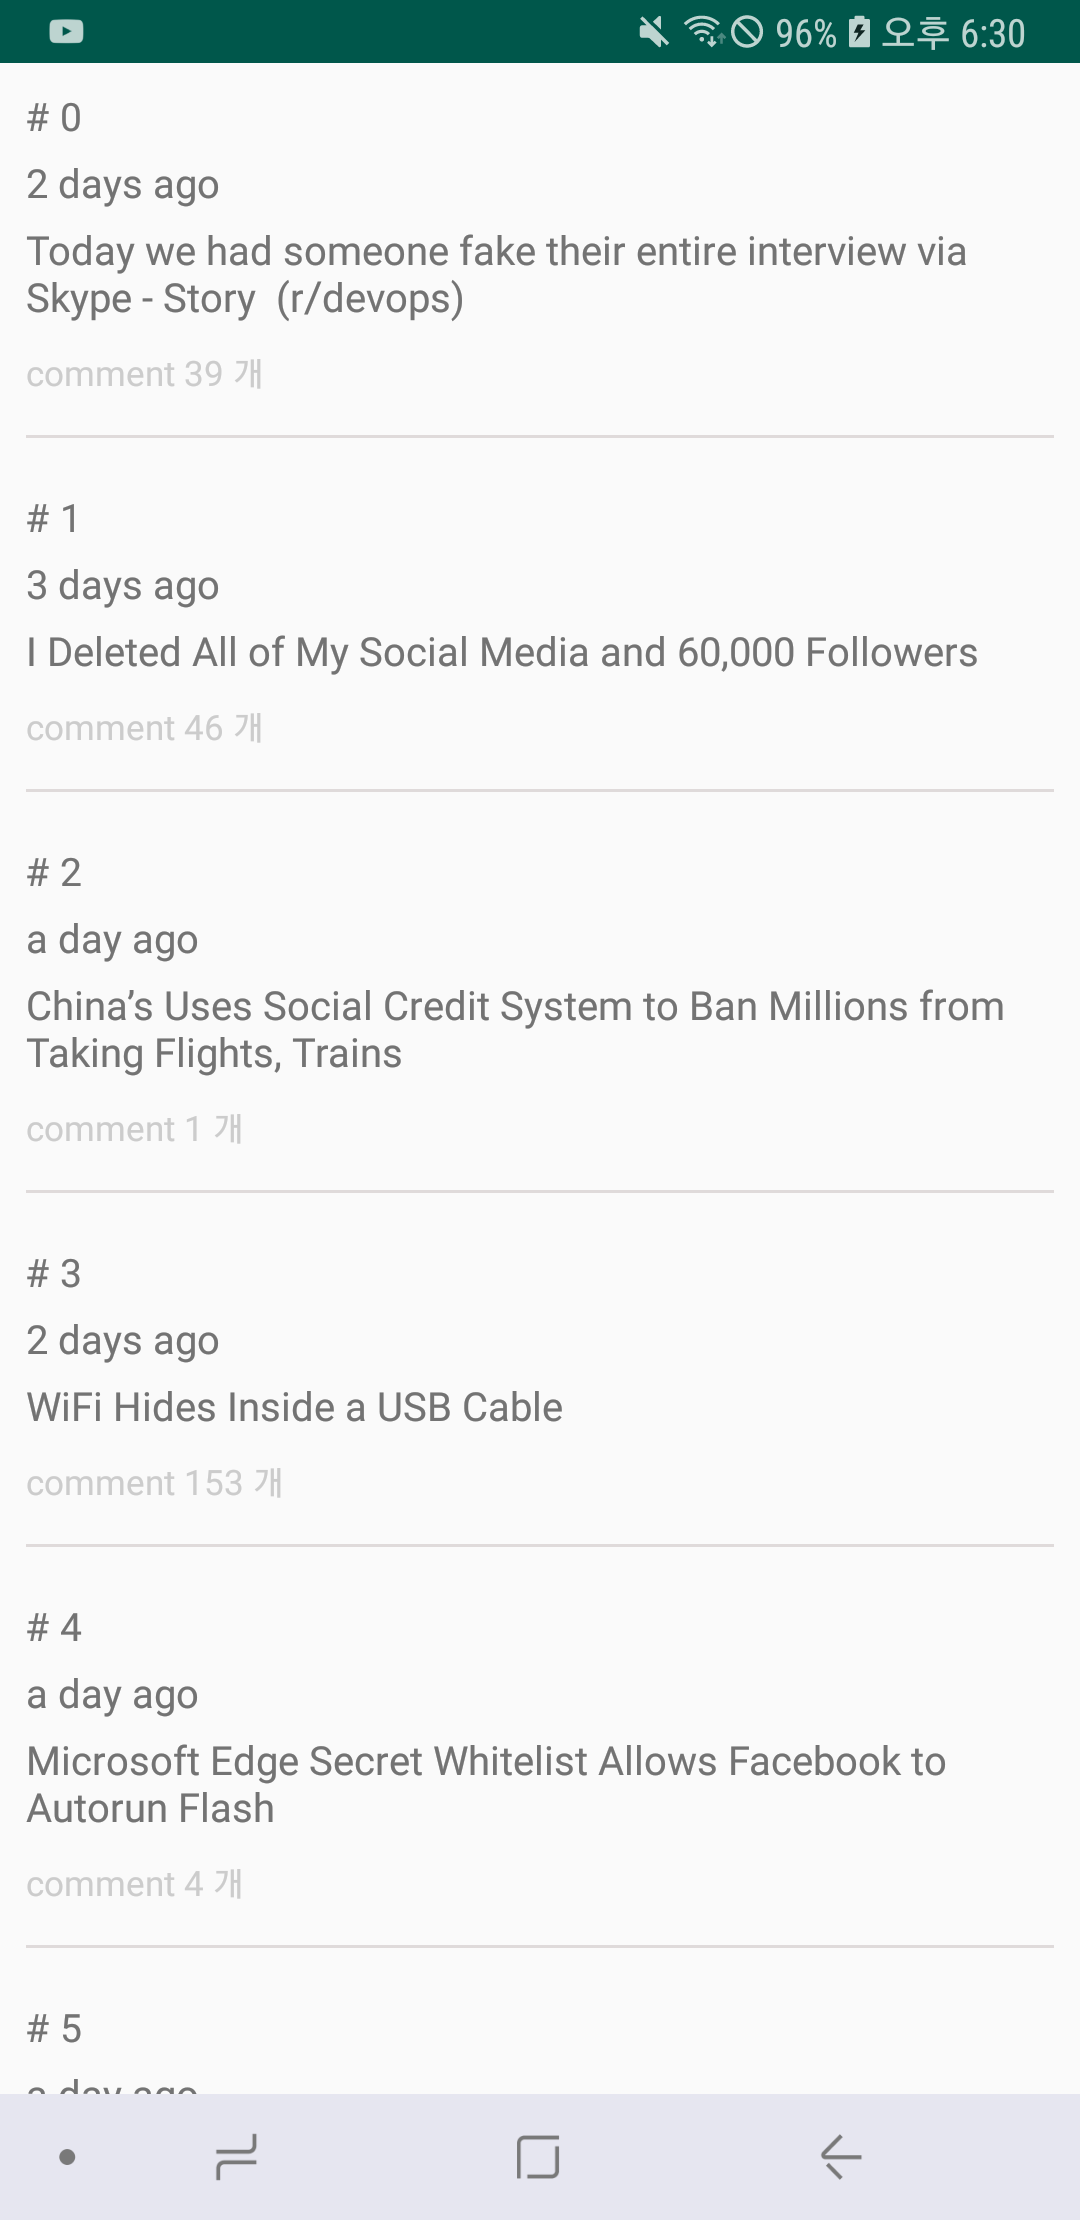 96% 오후 6:30
# 0
2 days ago
Today we had someone fake their entire interview via
Skype - Story  (r/devops)
comment 39 개
# 1
3 days ago
I Deleted All of My Social Media and 60,000 Followers
comment 46 개
# 2
a day ago
China’s Uses Social Credit System to Ban Millions from
Taking Flights, Trains
comment 1 개
# 3
2 days ago
WiFi Hides Inside a USB Cable
comment 153 개
# 4
a day ago
Microsoft Edge Secret Whitelist Allows Facebook to
Autorun Flash
comment 4 개
# 5
a day ago